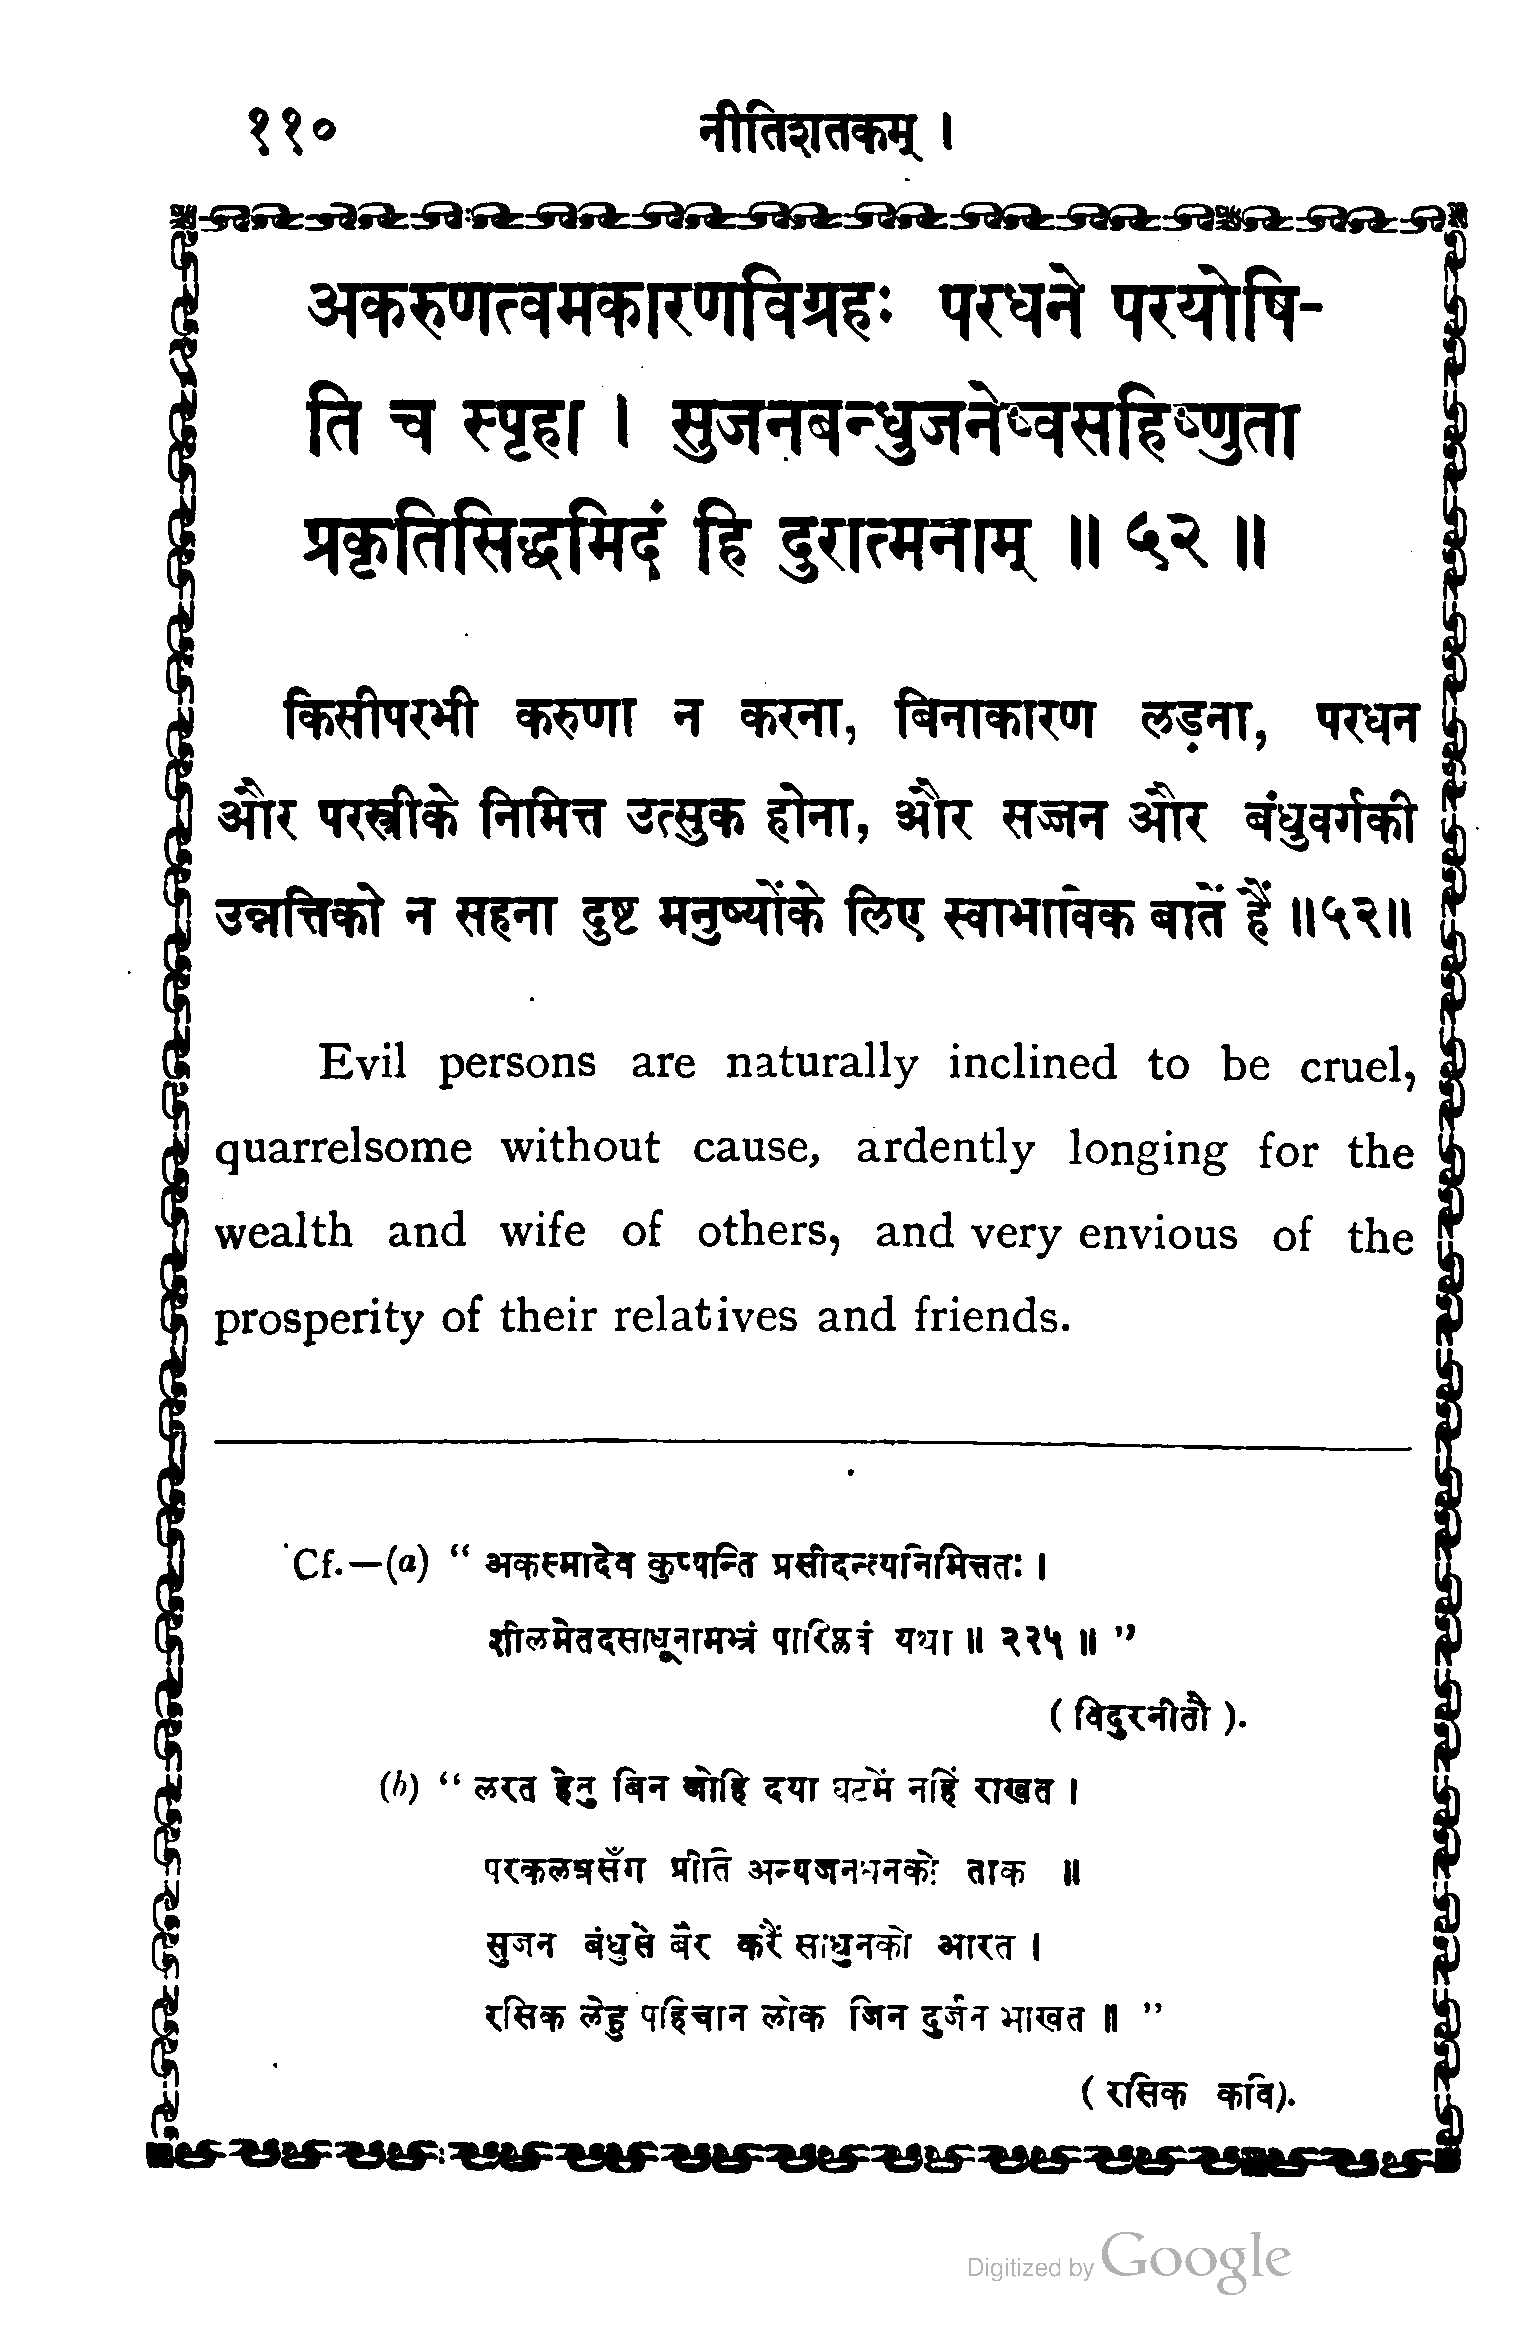 ११० नीतिशतकम् ।
अकरुणत्वमकारणविग्रहः परधने परयोषि-
ति च स्पृहा । सुजनबन्धुजनेष्वसहिष्णुता
प्रकृतिसिद्धमिदं हि दुरात्मनाम् ॥ ५२ ॥
किसीपरभी करुणा न करना, बिनाकारण लड़ना, परधन
और परस्त्रीके निमित्त उत्सुक होना, और सज्जन और बंधुवर्गकी
उन्नत्तिको न सहना दुष्ट मनुष्योंके लिए स्वाभाविक बातें हैं ॥५२॥
Evil persons are naturally inclined to be cruel,
quarrelsome without cause, ardently longing for the
wealth and wife of others, and very envious of the
prosperity of their relatives and friends.
Cf.—(a) “ अकस्मादेव कुप्यन्ति प्रसीदन्त्यनिमित्ततः ।
शीलमेतदसाधूनामभ्रं पारिप्लवं यथा ॥ २२५ ॥ ”
( विदुरनीतौ ).
(b) “ लरत हेतु बिन जोहि दया घटमें नहिं राखत ।
परकलत्रसँग प्रीति अन्यजनधनको ताक ॥
सुजन बंधुसे बैर करैं साधुनको आरत ।
रसिक लेहु पहिचान लोक जिन दुर्जन भाखत ॥ ”
( रसिक कवि).
Digitized by Google